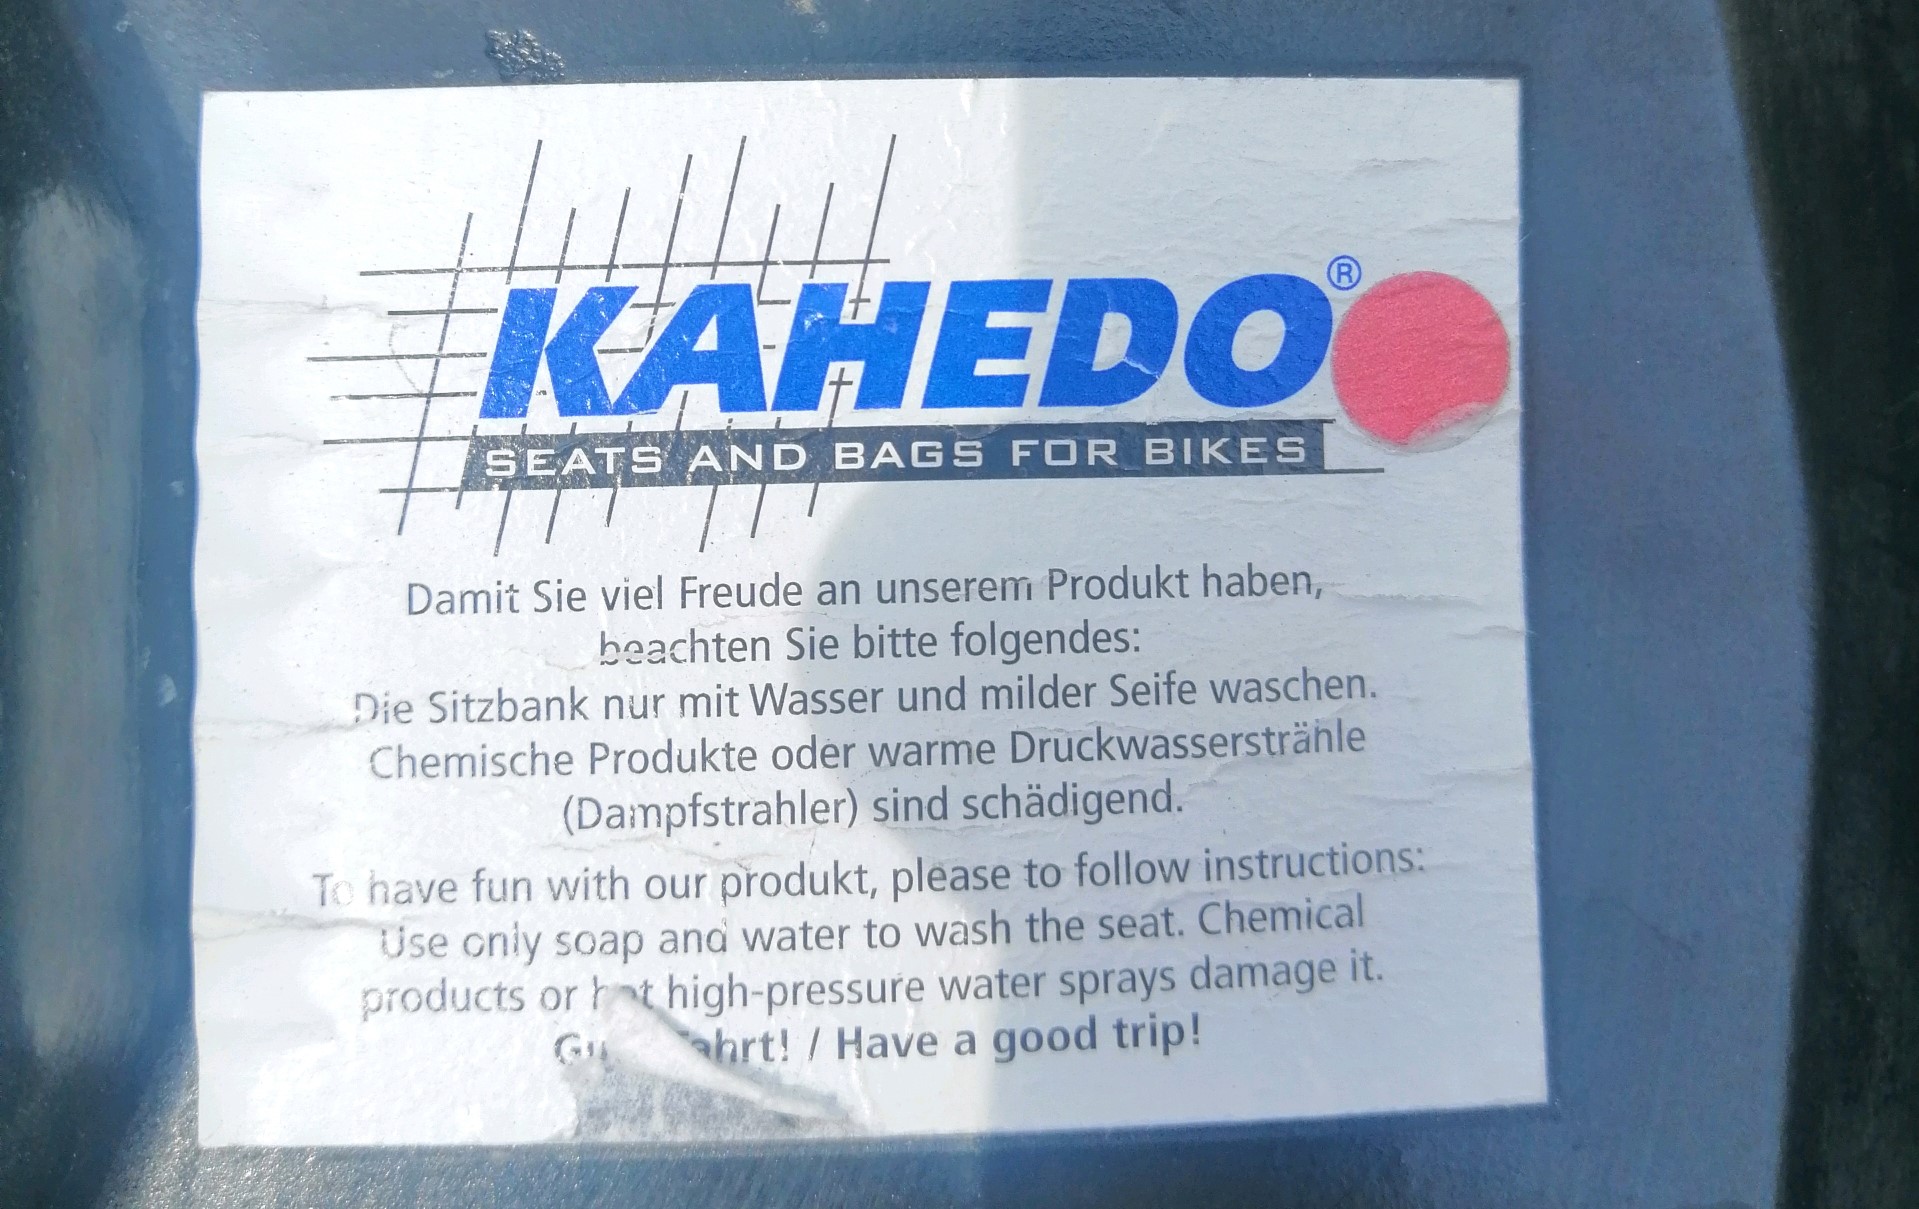 KAHEDO®
SEATS AND BAGS FOR BIKES
Damit Sie viel Freude an unserem Produkt haben,
beachten Sie bitte folgendes:
Die Sitzbank nur mit Wasser und milder Seife waschen.
Chemische Produkte oder warme Druckwassersträhle
(Dampfstrahler) sind schädigend.
To have fun with our produkt, please to follow instructions:
Use only soap and water to wash the seat. Chemical
products or hot high-pressure water sprays damage it.
/ Have a good trip!